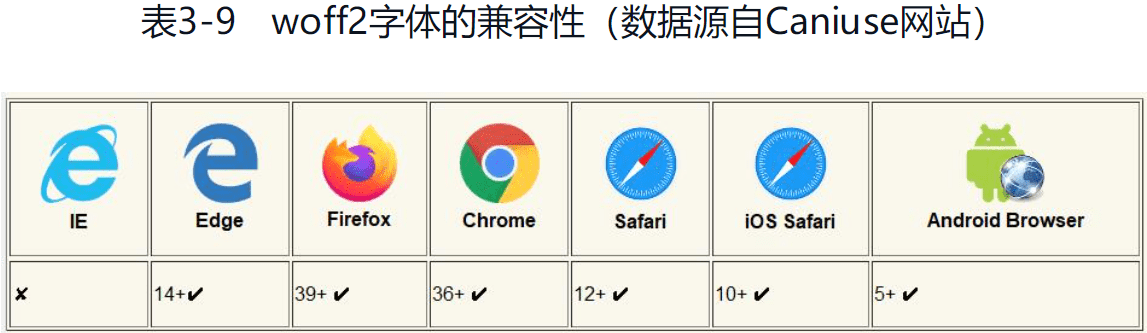 表3-9 woff2字体的兼容性（数据源自Caniuse网站）
IE Edge Firefox Chrome Safari iOS Safari Android Browser
✘ 14+✔ 39+ ✔ 36+ ✔ 12+ ✔ 10+ ✔ 5+ ✔